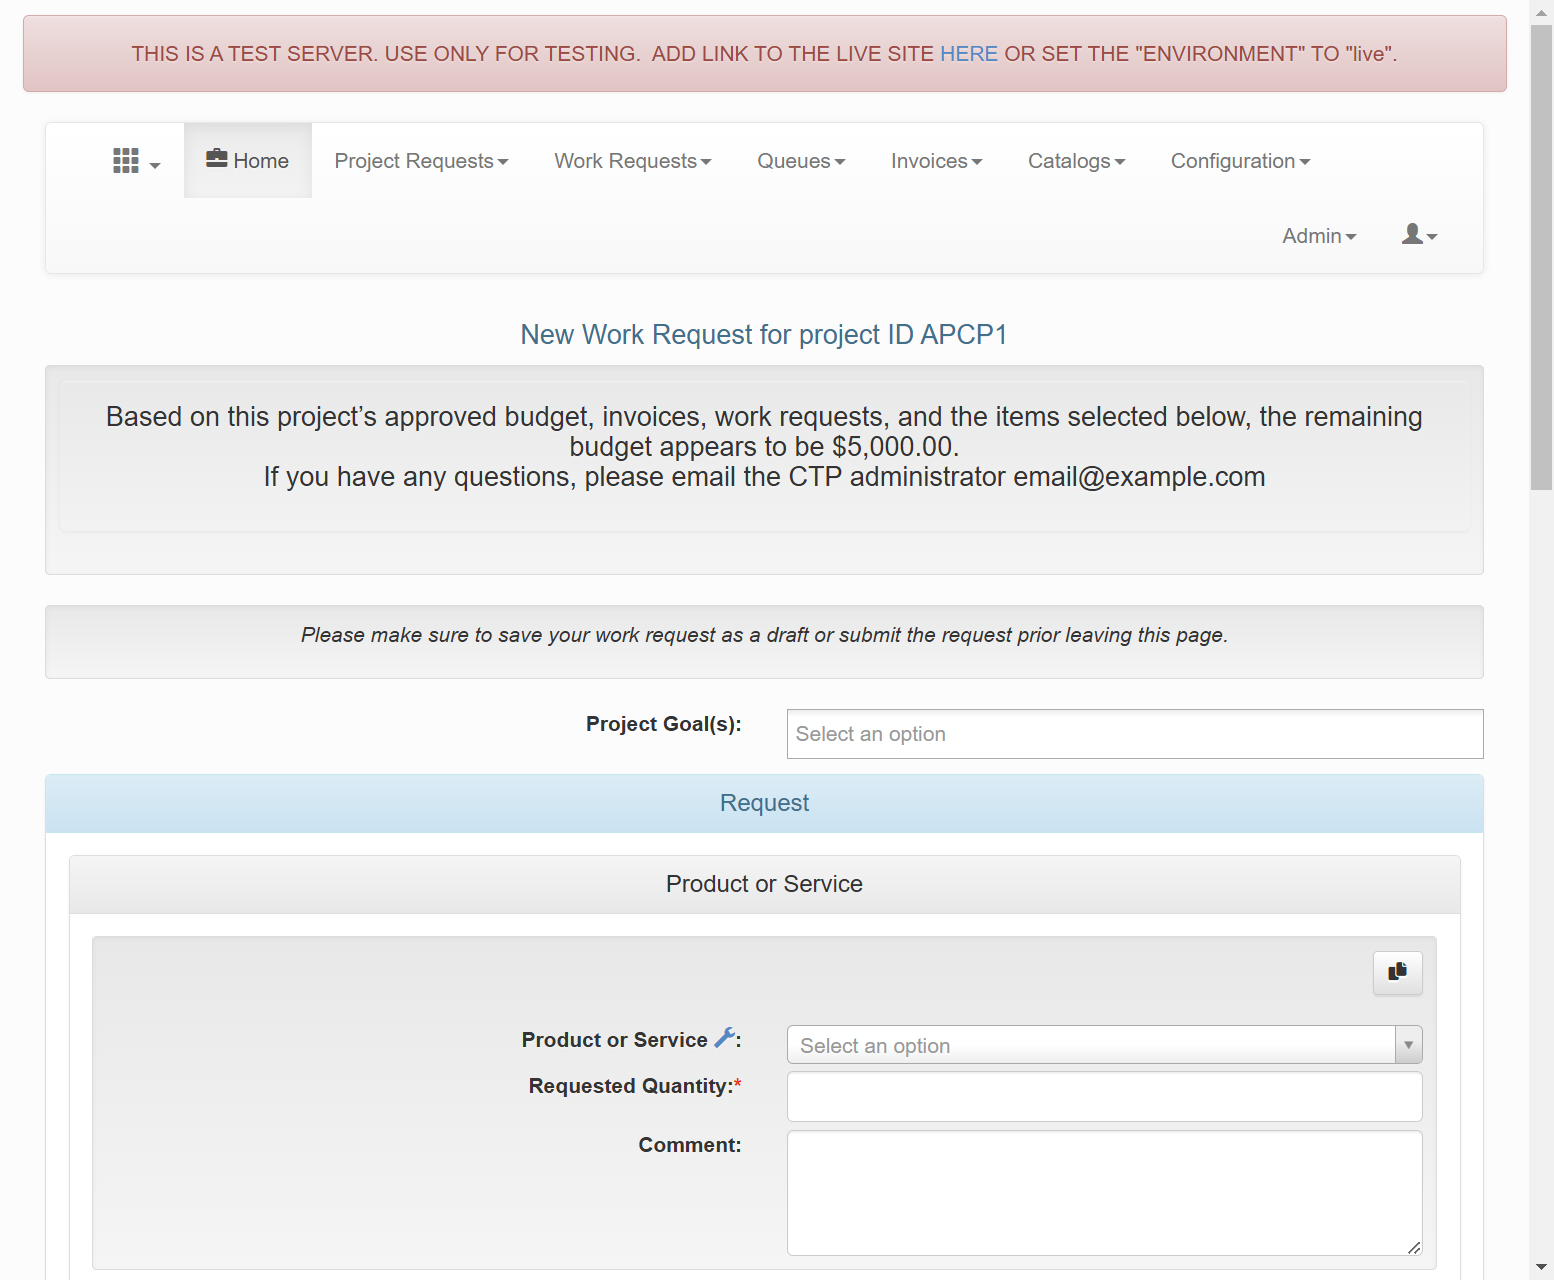 THIS IS A TEST SERVER. USE ONLY FOR TESTING.  ADD LINK TO THE LIVE SITE HERE OR SET THE "ENVIRONMENT" TO "live".
Home
Project Requests
Work Requests
Queues
Invoices
Catalogs
Configuration
Admin
New Work Request for project ID APCP1
Based on this project’s approved budget, invoices, work requests, and the items selected below, the remaining
budget appears to be $5,000.00.
If you have any questions, please email the CTP administrator email@example.com
Please make sure to save your work request as a draft or submit the request prior leaving this page.
Project Goal(s):
Select an option
Request
Product or Service
Product or Service :
Select an option
Requested Quantity:*
Comment: